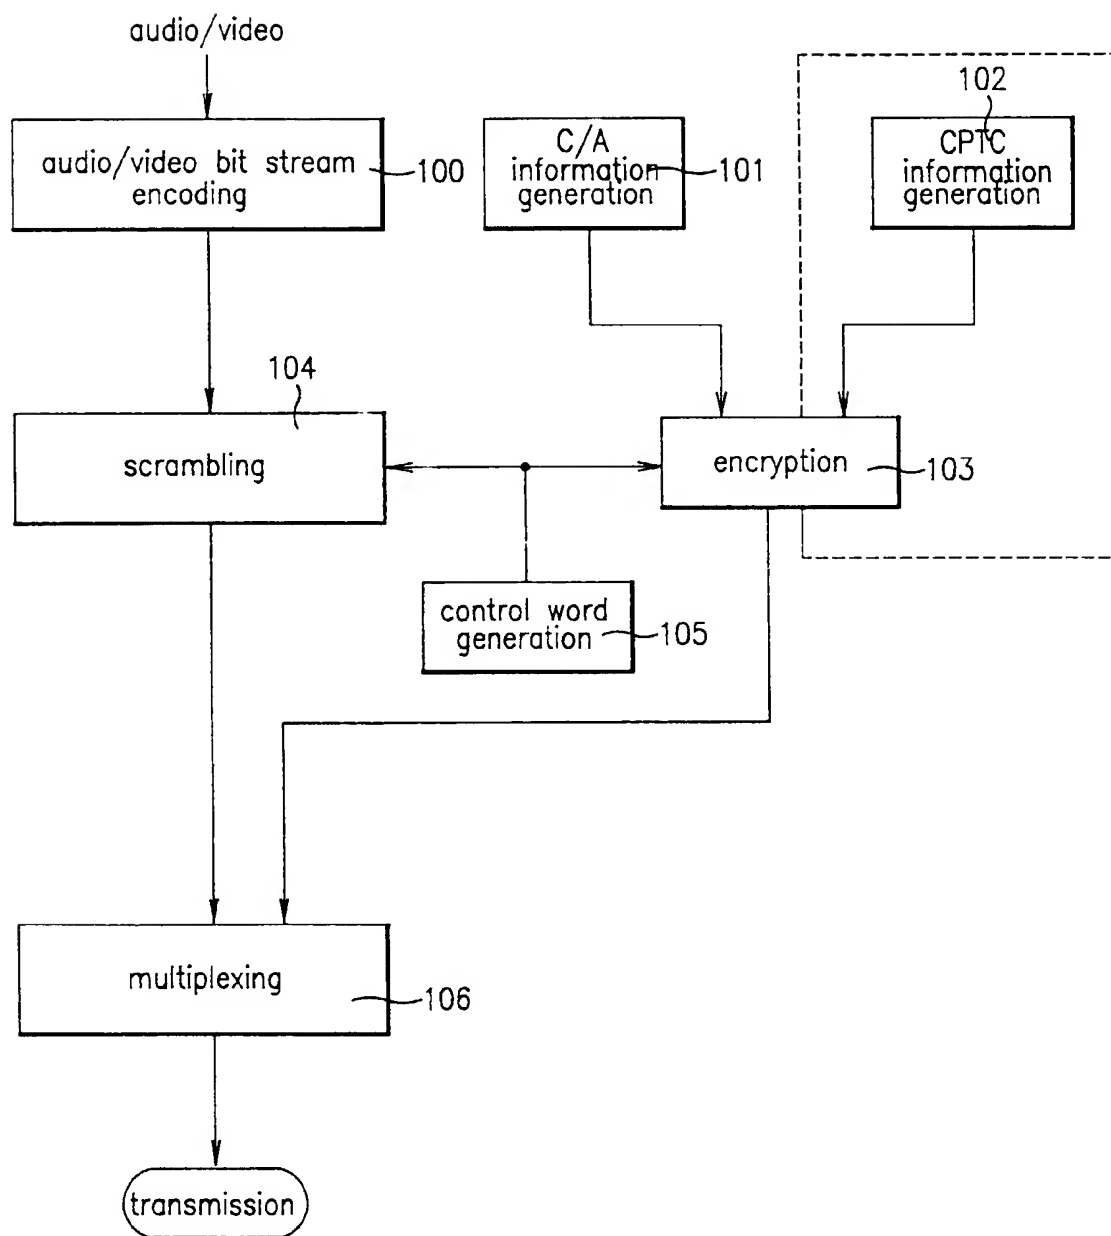 audio/video
audio/video bit stream
encoding
100
C/A
information
generation
101
102
CPTC
information
generation
104
scrambling
encryption
103
control word
generation
105
multiplexing
106
transmission